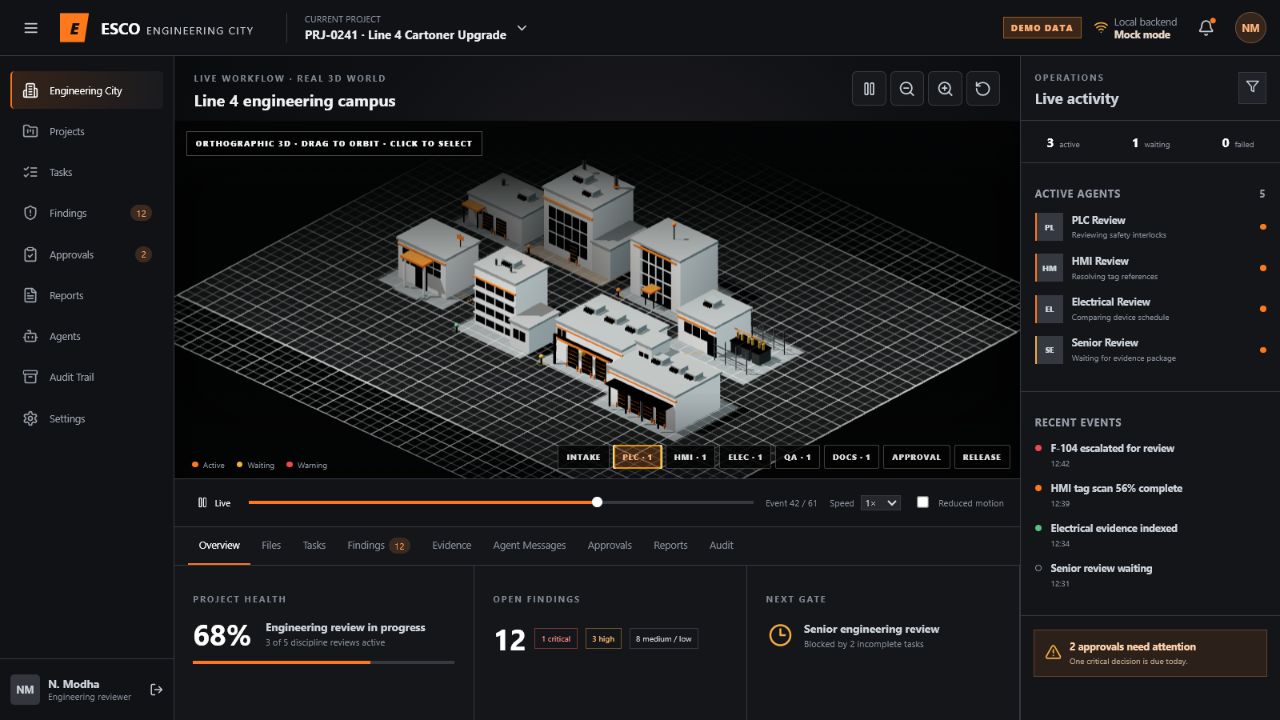 E ESCO ENGINEERING CITY
CURRENT PROJECT
PRJ-0241 · Line 4 Cartoner Upgrade
DEMO DATA
Local backend
Mock mode
NM
Engineering City
Projects
Tasks
Findings 12
Approvals 2
Reports
Agents
Audit Trail
Settings
NM
N. Modha
Engineering reviewer
LIVE WORKFLOW · REAL 3D WORLD
Line 4 engineering campus
ORTHOGRAPHIC 3D · DRAG TO ORBIT · CLICK TO SELECT
Active Waiting Warning
INTAKE PLC · 1 HMI · 1 ELEC · 1 QA · 1 DOCS · 1 APPROVAL RELEASE
Live Event 42 / 61 Speed 1× Reduced motion
Overview Files Tasks Findings 12 Evidence Agent Messages Approvals Reports Audit
PROJECT HEALTH
68%
Engineering review in progress
3 of 5 discipline reviews active
OPEN FINDINGS
12 1 critical 3 high 8 medium / low
NEXT GATE
Senior engineering review
Blocked by 2 incomplete tasks
OPERATIONS
Live activity
3 active 1 waiting 0 failed
ACTIVE AGENTS 5
PL PLC Review
Reviewing safety interlocks
HM HMI Review
Resolving tag references
EL Electrical Review
Comparing device schedule
SE Senior Review
Waiting for evidence package
RECENT EVENTS
F-104 escalated for review
12:42
HMI tag scan 56% complete
12:39
Electrical evidence indexed
12:34
Senior review waiting
12:31
2 approvals need attention
One critical decision is due today.